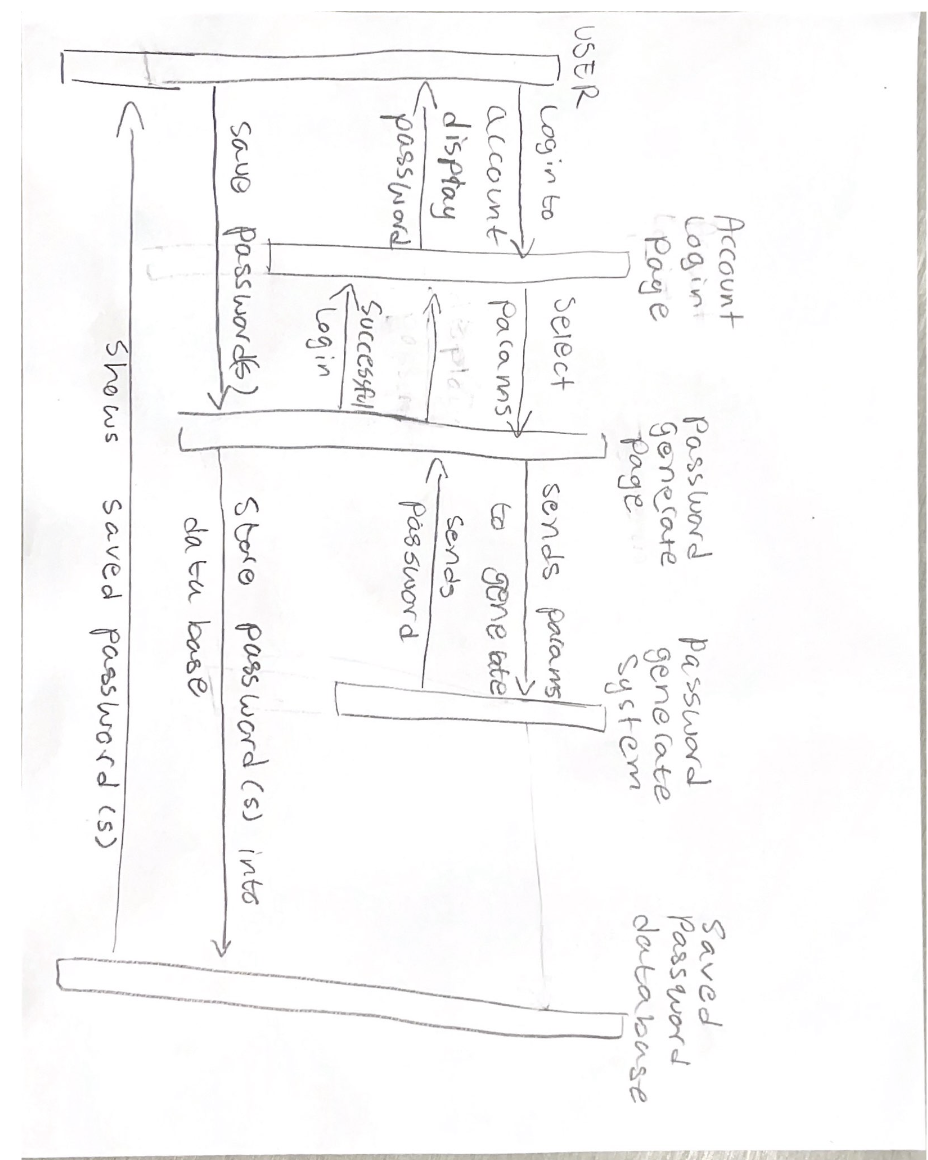 USER
Account
Login
Page
Password
generate
Page
Password
generate
System
Saved
Password
database
Login to
account
Select
params
sends params
to generate
display
password
sends
password
Successful
Login
save passwords)
Store password(s) into
data base
Shows saved password(s)